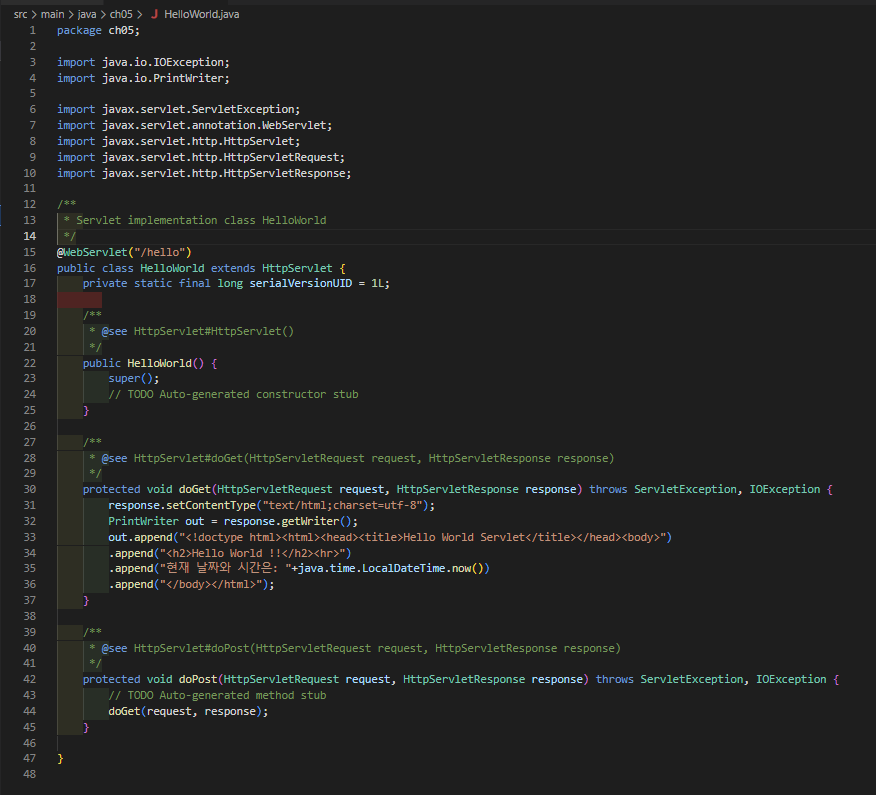 src > main > java > ch05 > J HelloWorld.java
1 package ch05;
2
3 import java.io.IOException;
4 import java.io.PrintWriter;
5
6 import javax.servlet.ServletException;
7 import javax.servlet.annotation.WebServlet;
8 import javax.servlet.http.HttpServlet;
9 import javax.servlet.http.HttpServletRequest;
10 import javax.servlet.http.HttpServletResponse;
11
12 /**
13  * Servlet implementation class HelloWorld
14  */
15 @WebServlet("/hello")
16 public class HelloWorld extends HttpServlet {
17     private static final long serialVersionUID = 1L;
18
19     /**
20      * @see HttpServlet#HttpServlet()
21      */
22     public HelloWorld() {
23         super();
24         // TODO Auto-generated constructor stub
25     }
26
27     /**
28      * @see HttpServlet#doGet(HttpServletRequest request, HttpServletResponse response)
29      */
30     protected void doGet(HttpServletRequest request, HttpServletResponse response) throws ServletException, IOException {
31         response.setContentType("text/html;charset=utf-8");
32         PrintWriter out = response.getWriter();
33         out.append("<!doctype html><html><head><title>Hello World Servlet</title></head><body>")
34         .append("<h2>Hello World !!</h2><hr>")
35         .append("현재 날짜와 시간은: "+java.time.LocalDateTime.now())
36         .append("</body></html>");
37     }
38
39     /**
40      * @see HttpServlet#doPost(HttpServletRequest request, HttpServletResponse response)
41      */
42     protected void doPost(HttpServletRequest request, HttpServletResponse response) throws ServletException, IOException {
43         // TODO Auto-generated method stub
44         doGet(request, response);
45     }
46
47 }
48